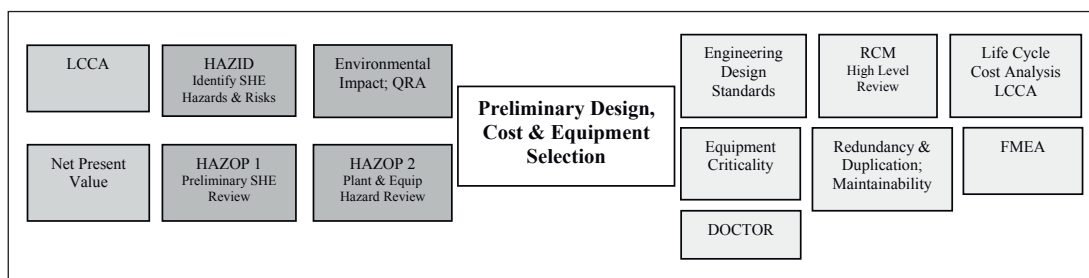 LCCA
HAZID
Identify SHE
Hazards & Risks
Environmental
Impact; QRA
Net Present
Value
HAZOP 1
Preliminary SHE
Review
HAZOP 2
Plant & Equip
Hazard Review
Preliminary Design,
Cost & Equipment
Selection
Engineering
Design
Standards
RCM
High Level
Review
Life Cycle
Cost Analysis
LCCA
Equipment
Criticality
Redundancy &
Duplication;
Maintainability
FMEA
DOCTOR